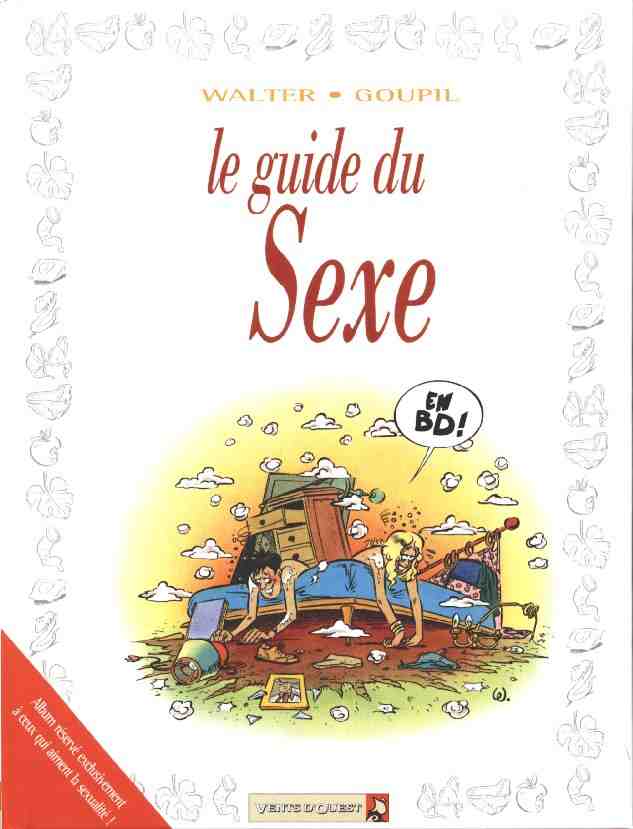 WALTER • GOUPIL
le guide du
Sexe
EN
BD!
W.
Album réservé exclusivement
à ceux qui aiment la sexualité !
VENTS D'OUEST